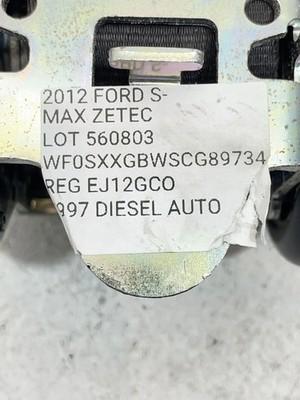 2012 FORD S-
MAX ZETEC
LOT 560803
WF0SXXGBWSCG89734
REG EJ12GCO
997 DIESEL AUTO